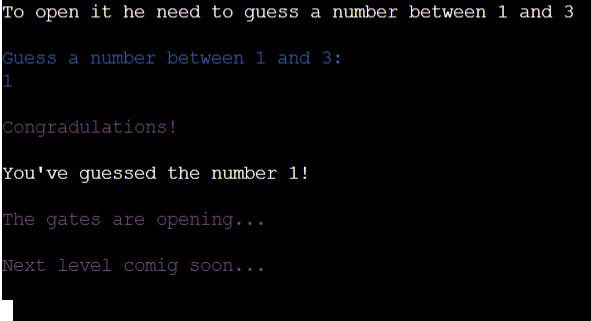 To open it he need to guess a number between 1 and 3
Guess a number between 1 and 3:
1
Congradulations!
You've guessed the number 1!
The gates are opening...
Next level comig soon...